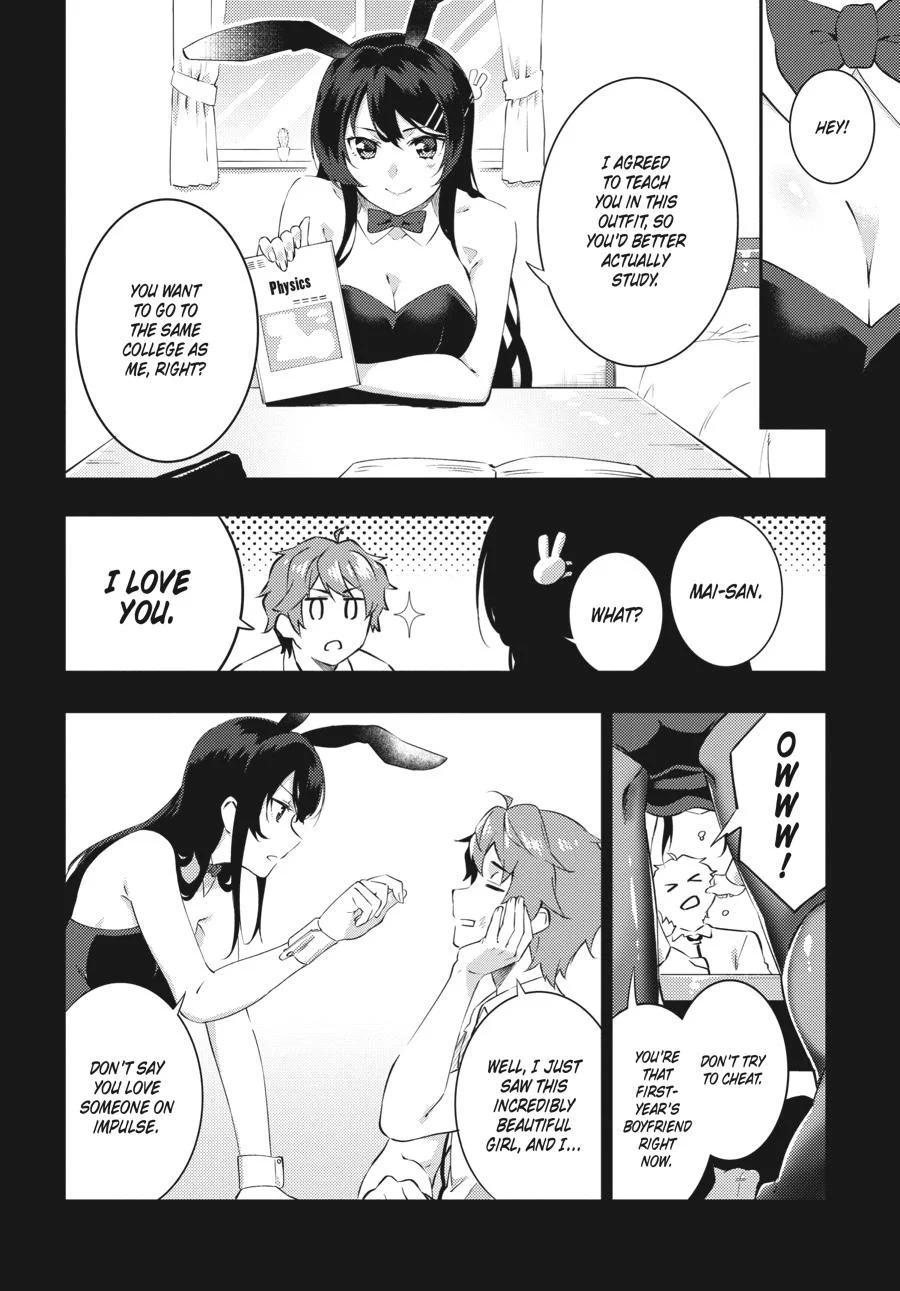 HEY!
I AGREED
TO TEACH
YOU IN THIS
OUTFIT, SO
YOU'D BETTER
ACTUALLY
STUDY.
Physics
YOU WANT
TO GO TO
THE SAME
COLLEGE AS
ME, RIGHT?
MAI-SAN.
WHAT?
I LOVE
YOU.
OWWW!
DON'T TRY
TO CHEAT.
YOU'RE
THAT
FIRST-
YEAR'S
BOYFRIEND
RIGHT
NOW.
WELL, I JUST
SAW THIS
INCREDIBLY
BEAUTIFUL
GIRL, AND I...
DON'T SAY
YOU LOVE
SOMEONE ON
IMPULSE.